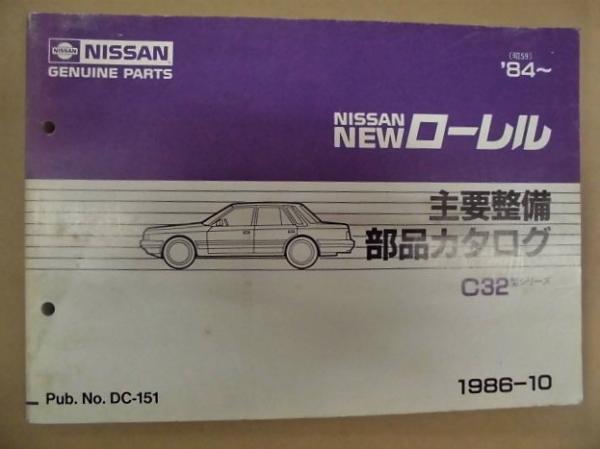 NISSAN
GENUINE PARTS
(昭59)
'84~
NISSAN
NEWローレル
主要整備
部品カタログ
C32型シリーズ
Pub. No. DC-151
1986-10